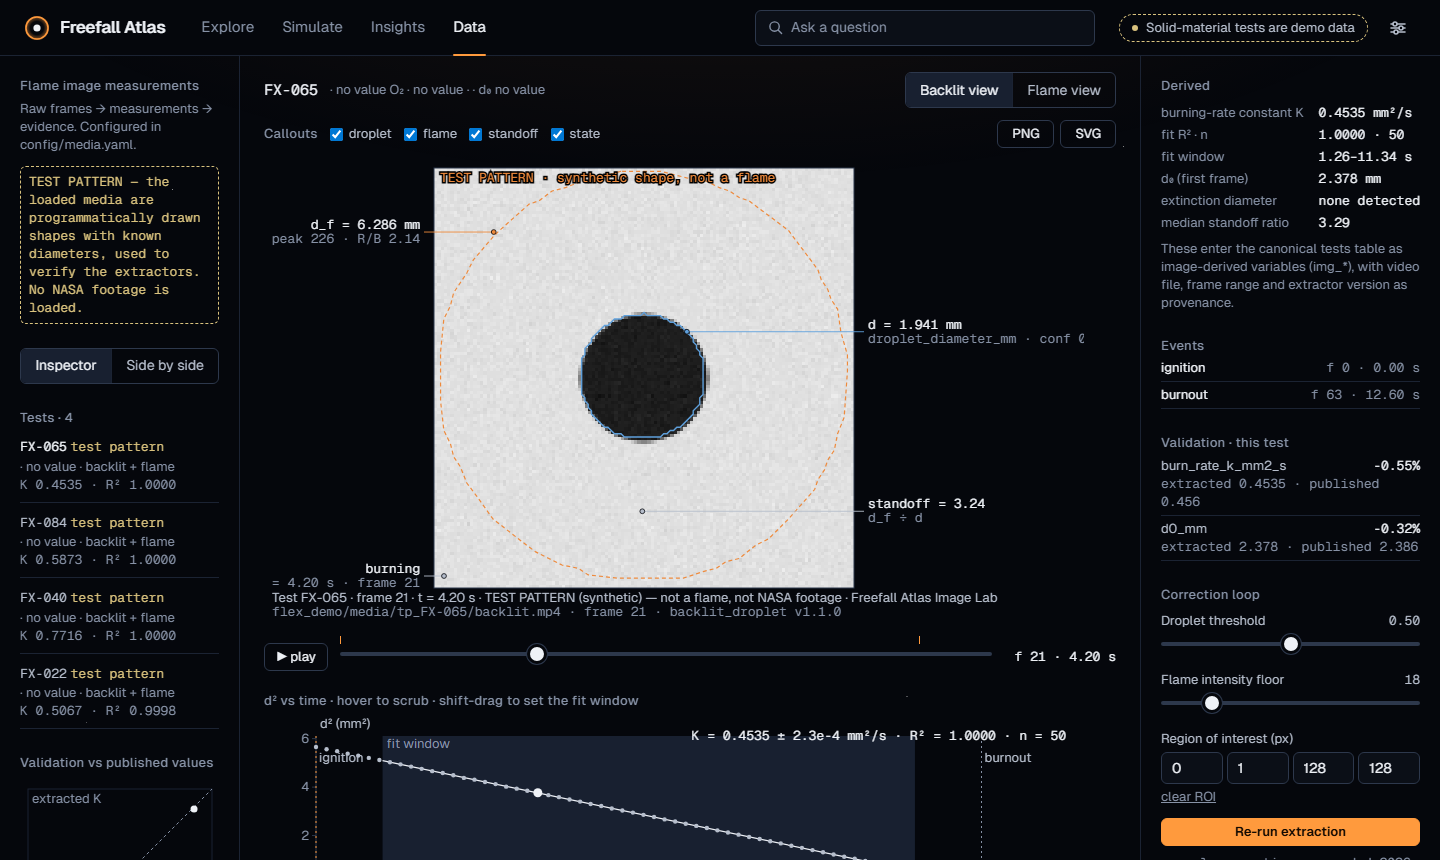 Freefall Atlas
Explore
Simulate
Insights
Data
Ask a question
Solid-material tests are demo data
Flame image measurements
Raw frames → measurements →
evidence. Configured in
config/media.yaml.
TEST PATTERN — the
loaded media are
programmatically drawn
shapes with known
diameters, used to
verify the extractors.
No NASA footage is
loaded.
Inspector
Side by side
Tests · 4
FX-065 test pattern
· no value · backlit + flame
K 0.4535 · R² 1.0000
FX-084 test pattern
· no value · backlit + flame
K 0.5873 · R² 1.0000
FX-040 test pattern
· no value · backlit + flame
K 0.7716 · R² 1.0000
FX-022 test pattern
· no value · backlit + flame
K 0.5067 · R² 0.9998
Validation vs published values
extracted K
FX-065 · no value O₂ · no value · · d₀ no value
Backlit view
Flame view
Callouts
droplet
flame
standoff
state
PNG
SVG
TEST PATTERN · synthetic shape, not a flame
d_f = 6.286 mm
peak 226 · R/B 2.14
d = 1.941 mm
droplet_diameter_mm · conf
standoff = 3.24
d_f ÷ d
burning
= 4.20 s · frame 21
Test FX-065 · frame 21 · t = 4.20 s · TEST PATTERN (synthetic) — not a flame, not NASA footage · Freefall Atlas Image Lab
flex_demo/media/tp_FX-065/backlit.mp4 · frame 21 · backlit_droplet v1.1.0
▶ play
f 21 · 4.20 s
d² vs time · hover to scrub · shift-drag to set the fit window
d² (mm²)
K = 0.4535 ± 2.3e-4 mm²/s · R² = 1.0000 · n = 50
6
fit window
ignition
burnout
4
2
Derived
burning-rate constant K 0.4535 mm²/s
fit R² · n 1.0000 · 50
fit window 1.26–11.34 s
d₀ (first frame) 2.378 mm
extinction diameter none detected
median standoff ratio 3.29
These enter the canonical tests table as
image-derived variables (img_*), with video
file, frame range and extractor version as
provenance.
Events
ignition f 0 · 0.00 s
burnout f 63 · 12.60 s
Validation · this test
burn_rate_k_mm2_s -0.55%
extracted 0.4535 · published
0.456
d0_mm -0.32%
extracted 2.378 · published 2.386
Correction loop
Droplet threshold 0.50
Flame intensity floor 18
Region of interest (px)
0
1
128
128
clear ROI
Re-run extraction